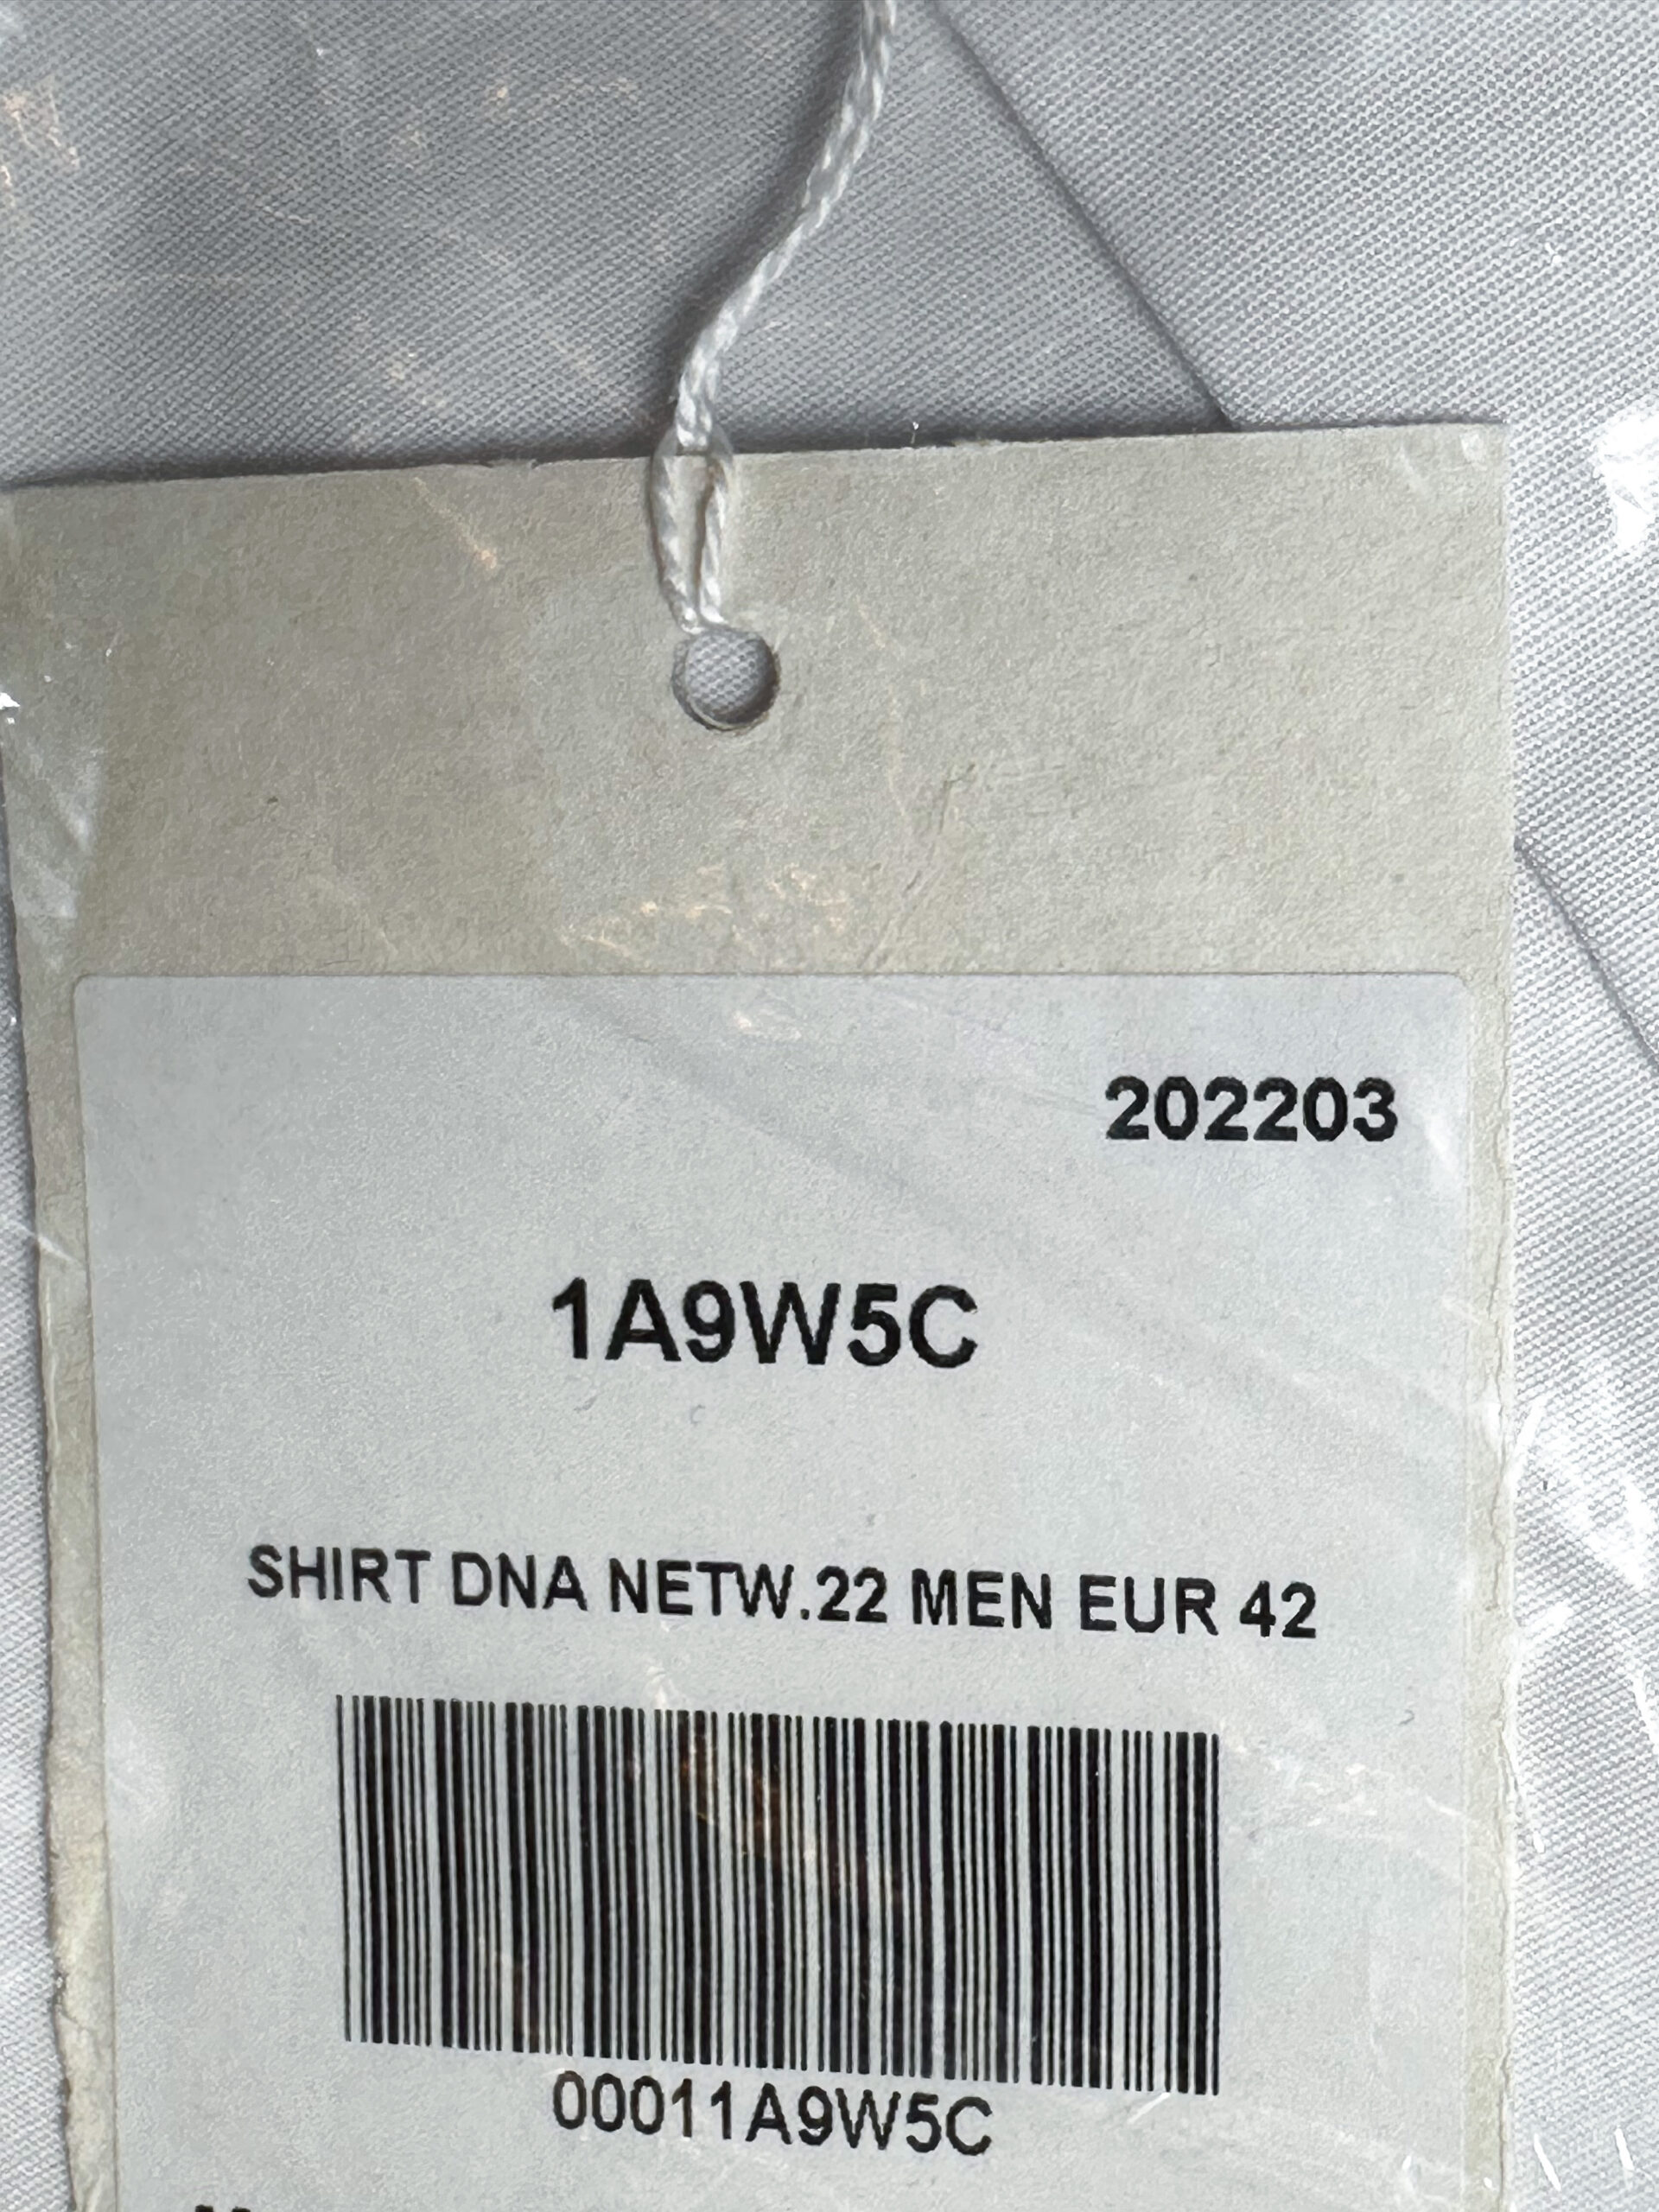 202203
1A9W5C
SHIRT DNA NETW.22 MEN EUR 42
00011A9W5C